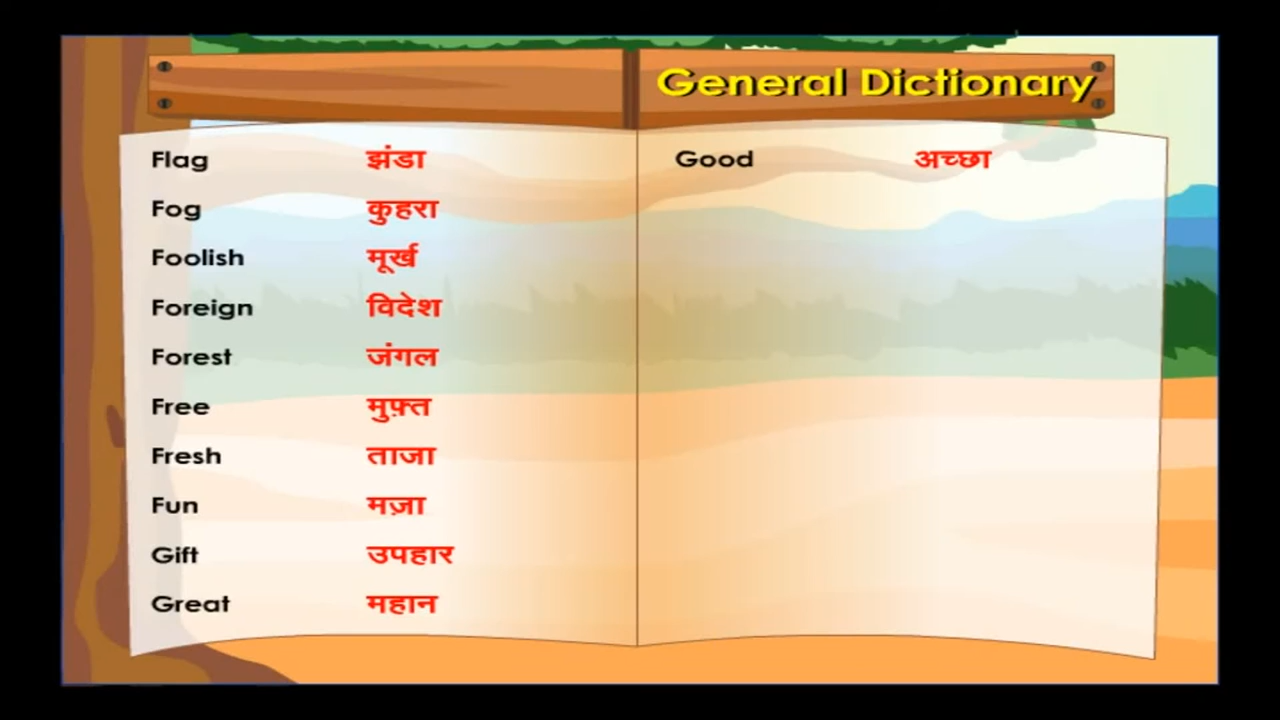 General Dictionary
Flag झंडा
Fog कुहरा
Foolish मूर्ख
Foreign विदेश
Forest जंगल
Free मुफ़्त
Fresh ताजा
Fun मज़ा
Gift उपहार
Great महान
Good अच्छा